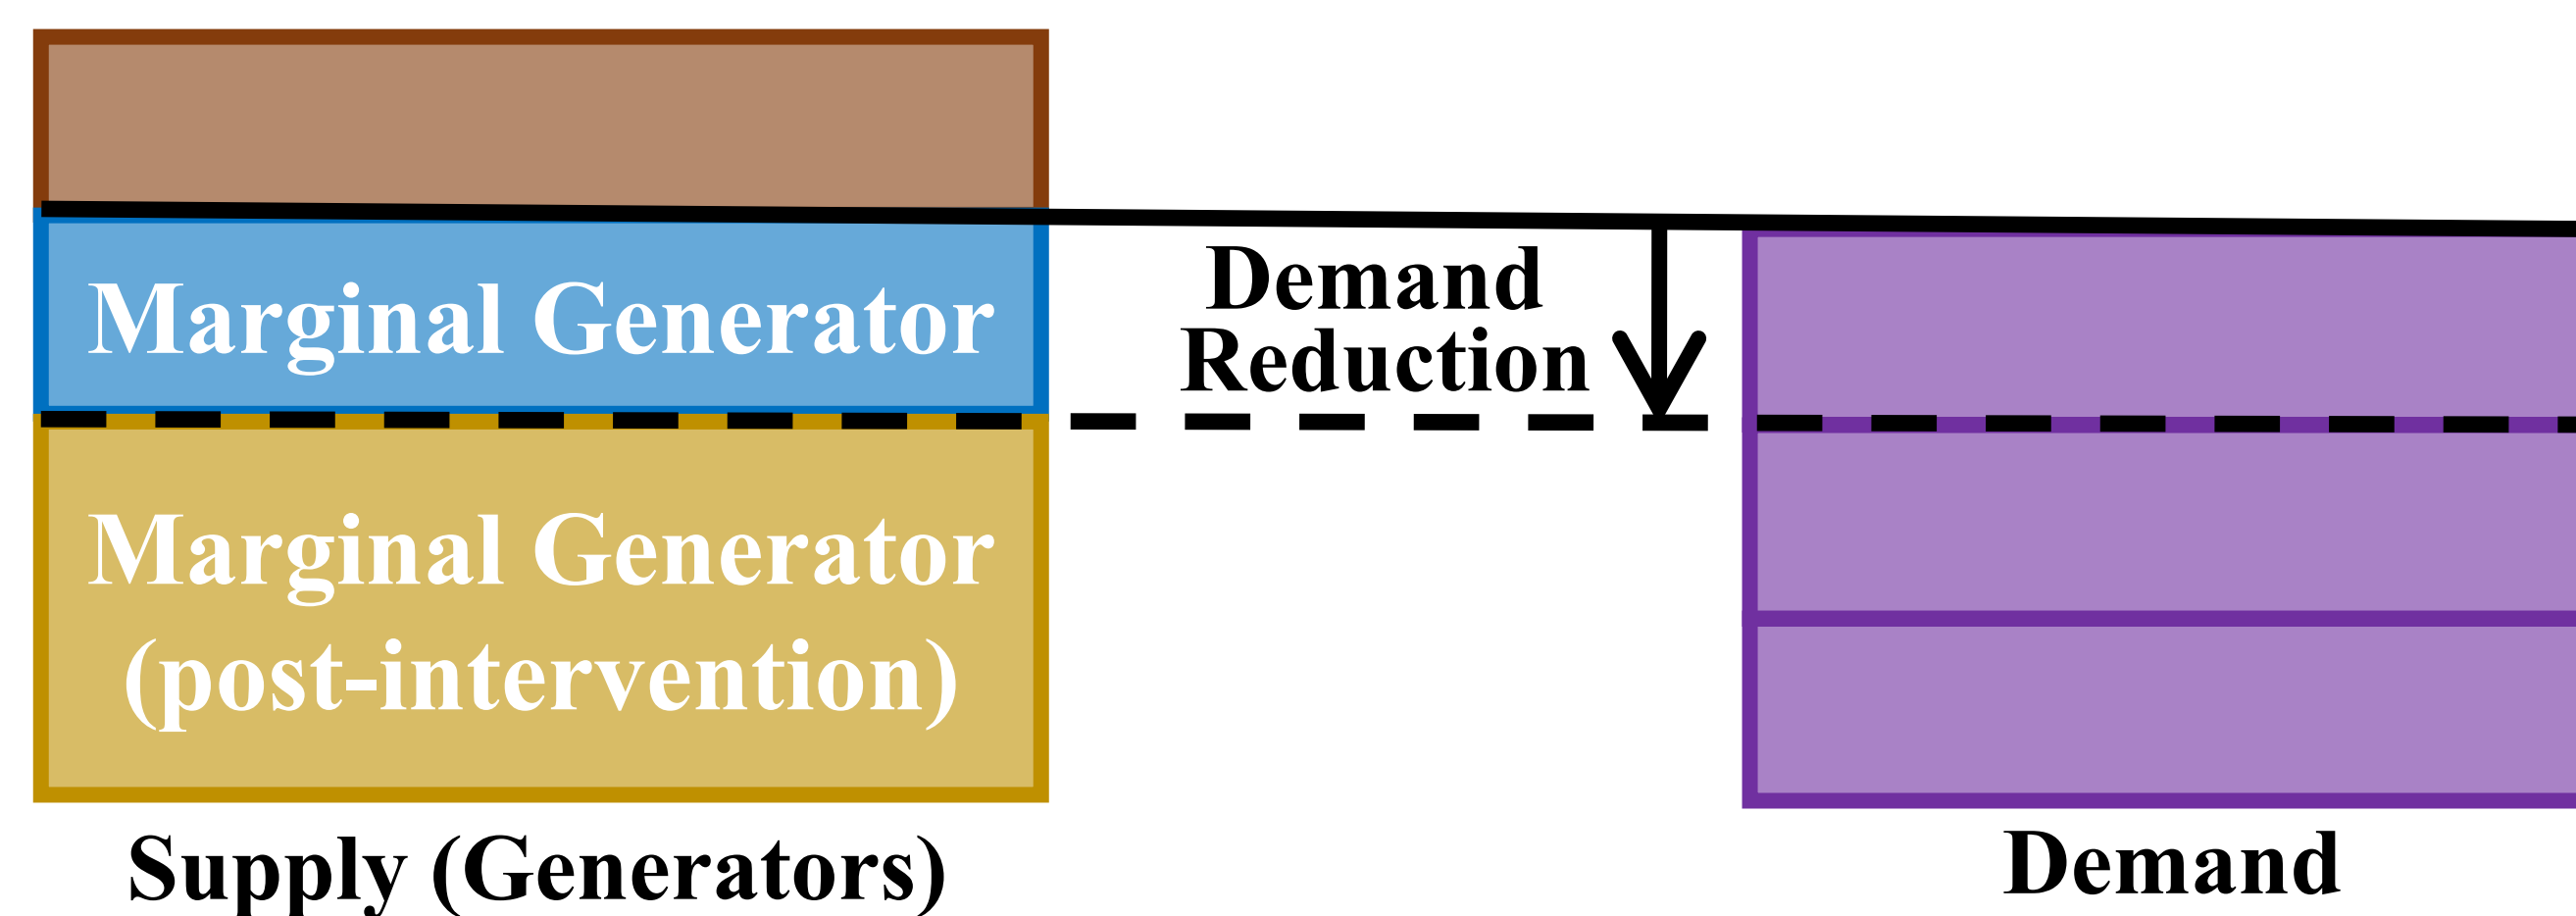 Marginal Generator
Demand
Reduction
Marginal Generator
(post-intervention)
Supply (Generators)
Demand